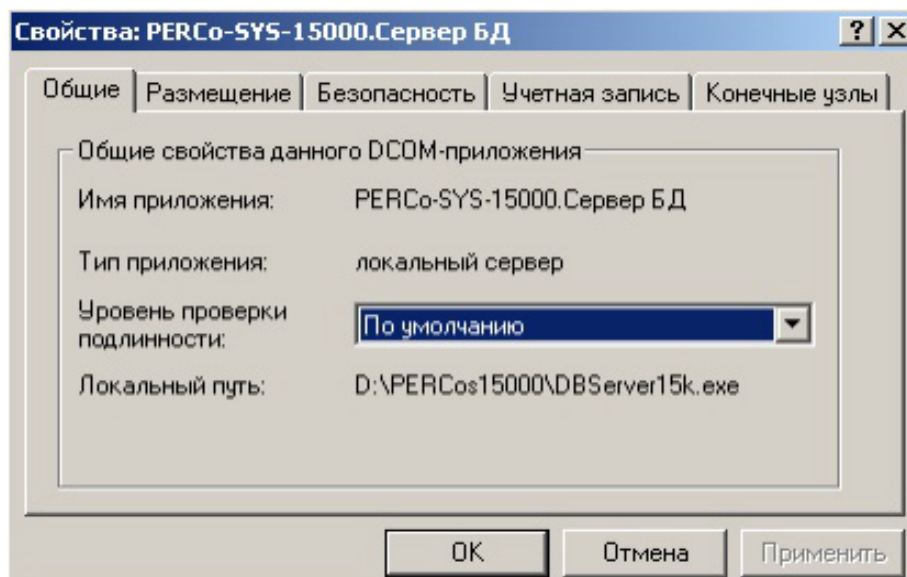 Свойства: PERCo-SYS-15000.Сервер БД
Общие Размещение Безопасность Учетная запись Конечные узлы
Общие свойства данного DCOM-приложения
Имя приложения: PERCo-SYS-15000.Сервер БД
Тип приложения: локальный сервер
Уровень проверки
подлинности: По умолчанию
Локальный путь: D:\PERCos15000\DBServer15k.exe
OK Отмена Применить